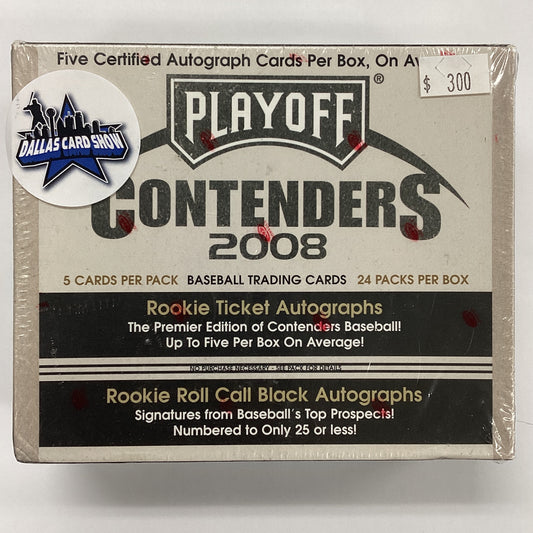 Five Certified Autograph Cards Per Box, On
$ 300
DALLAS CARD SHOW
PLAYOFF®
CONTENDERS
2008
5 CARDS PER PACK BASEBALL TRADING CARDS 24 PACKS PER BOX
Rookie Ticket Autographs
The Premier Edition of Contenders Baseball!
Up To Five Per Box On Average!
NO PURCHASE NECESSARY - SEE PACK FOR DETAILS
Rookie Roll Call Black Autographs
Signatures from Baseball's Top Prospects!
Numbered to Only 25 or less!